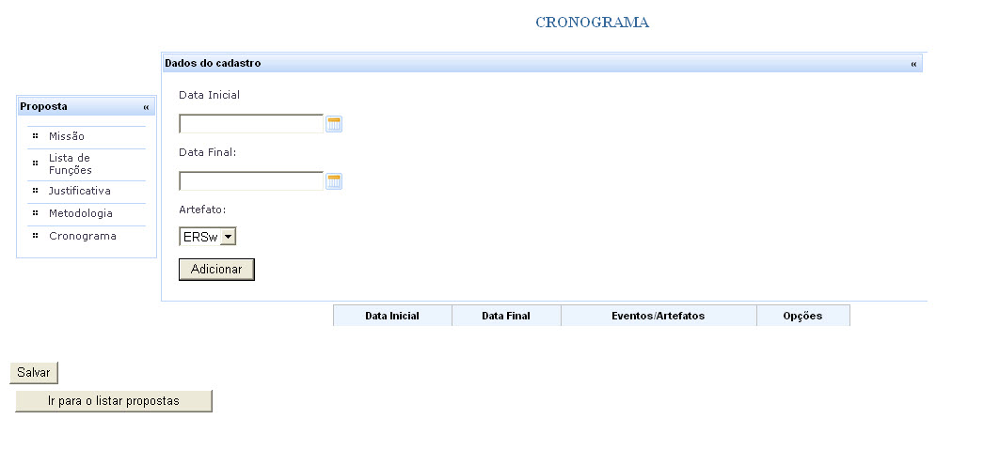 CRONOGRAMA
Dados do cadastro «
Data Inicial
Data Final:
Artefato:
ERSw
Adicionar
Proposta «
Missão
Lista de
Funções
Justificativa
Metodologia
Cronograma
Data Inicial Data Final Eventos/Artefatos Opções
Salvar
Ir para o listar propostas